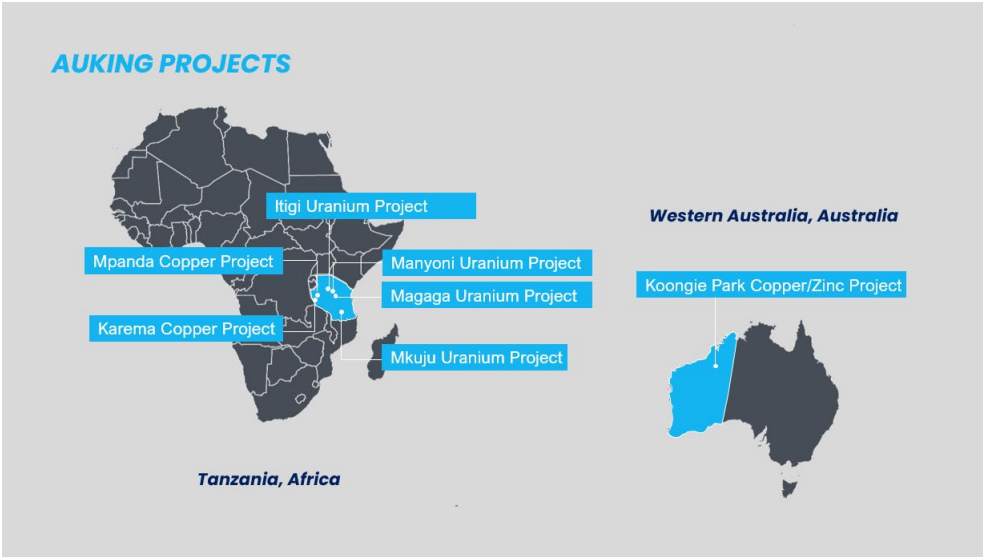 AUKING PROJECTS
Itigi Uranium Project
Mpanda Copper Project
Manyoni Uranium Project
Magaga Uranium Project
Karema Copper Project
Mkuju Uranium Project
Tanzania, Africa
Western Australia, Australia
Koongie Park Copper/Zinc Project